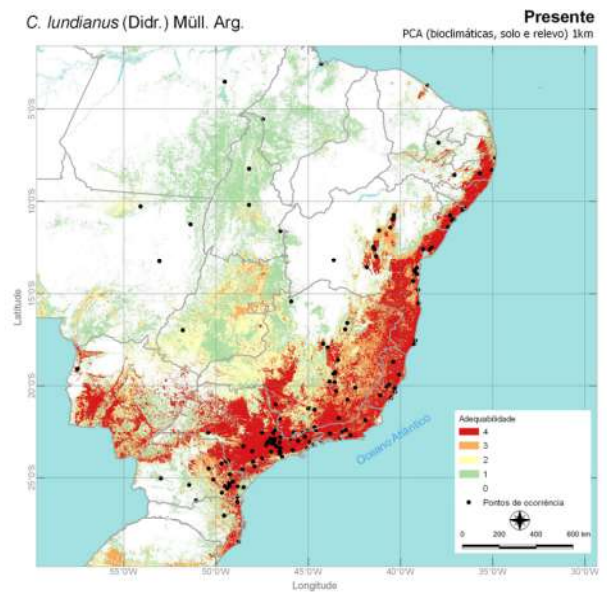 C. lundianus (Didr.) Müll. Arg.
Presente
PCA (bioclimáticas, solo e relevo) 1km
5°0'S
10°0'S
15°0'S
20°0'S
25°0'S
Latitude
Oceano Atlântico
Adequabilidade
4
3
2
1
0
Pontos de ocorrência
0 200 400 600 km
55°0'W 50°0'W 45°0'W 40°0'W 35°0'W 30°0'W
Longitude